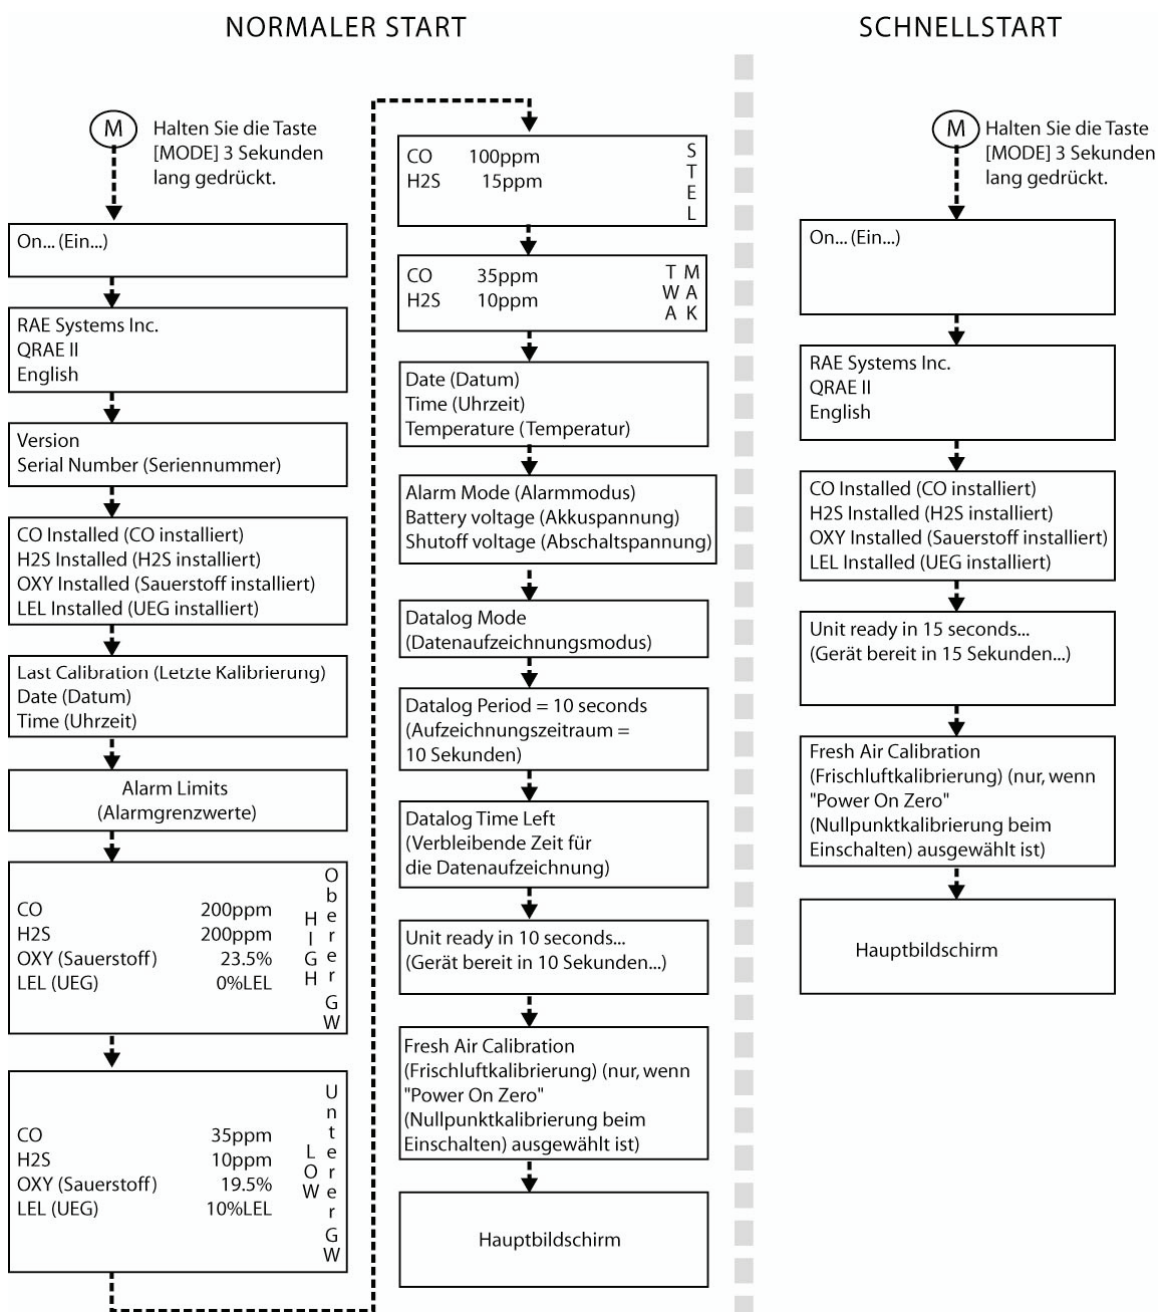 NORMALER START
M
Halten Sie die Taste
[MODE] 3 Sekunden
lang gedrückt.
On... (Ein...)
RAE Systems Inc.
QRAE II
English
Version
Serial Number (Seriennummer)
CO Installed (CO installiert)
H2S Installed (H2S installiert)
OXY Installed (Sauerstoff installiert)
LEL Installed (UEG installiert)
Last Calibration (Letzte Kalibrierung)
Date (Datum)
Time (Uhrzeit)
Alarm Limits
(Alarmgrenzwerte)
CO 200ppm
H2S 200ppm
OXY (Sauerstoff) 23.5%
LEL (UEG) 0%LEL
HIGH
Oberer GW
CO 35ppm
H2S 10ppm
OXY (Sauerstoff) 19.5%
LEL (UEG) 10%LEL
LOW
Unterer GW
CO 100ppm
H2S 15ppm
STEL
CO 35ppm
H2S 10ppm
TWA
MAK
Date (Datum)
Time (Uhrzeit)
Temperature (Temperatur)
Alarm Mode (Alarmmodus)
Battery voltage (Akkuspannung)
Shutoff voltage (Abschaltspannung)
Datalog Mode
(Datenaufzeichnungsmodus)
Datalog Period = 10 seconds
(Aufzeichnungszeitraum =
10 Sekunden)
Datalog Time Left
(Verbleibende Zeit für
die Datenaufzeichnung)
Unit ready in 10 seconds...
(Gerät bereit in 10 Sekunden...)
Fresh Air Calibration
(Frischluftkalibrierung) (nur, wenn
"Power On Zero"
(Nullpunktkalibrierung beim
Einschalten) ausgewählt ist)
Hauptbildschirm
SCHNELLSTART
M
Halten Sie die Taste
[MODE] 3 Sekunden
lang gedrückt.
On... (Ein...)
RAE Systems Inc.
QRAE II
English
CO Installed (CO installiert)
H2S Installed (H2S installiert)
OXY Installed (Sauerstoff installiert)
LEL Installed (UEG installiert)
Unit ready in 15 seconds...
(Gerät bereit in 15 Sekunden...)
Fresh Air Calibration
(Frischluftkalibrierung) (nur, wenn
"Power On Zero"
(Nullpunktkalibrierung beim
Einschalten) ausgewählt ist)
Hauptbildschirm